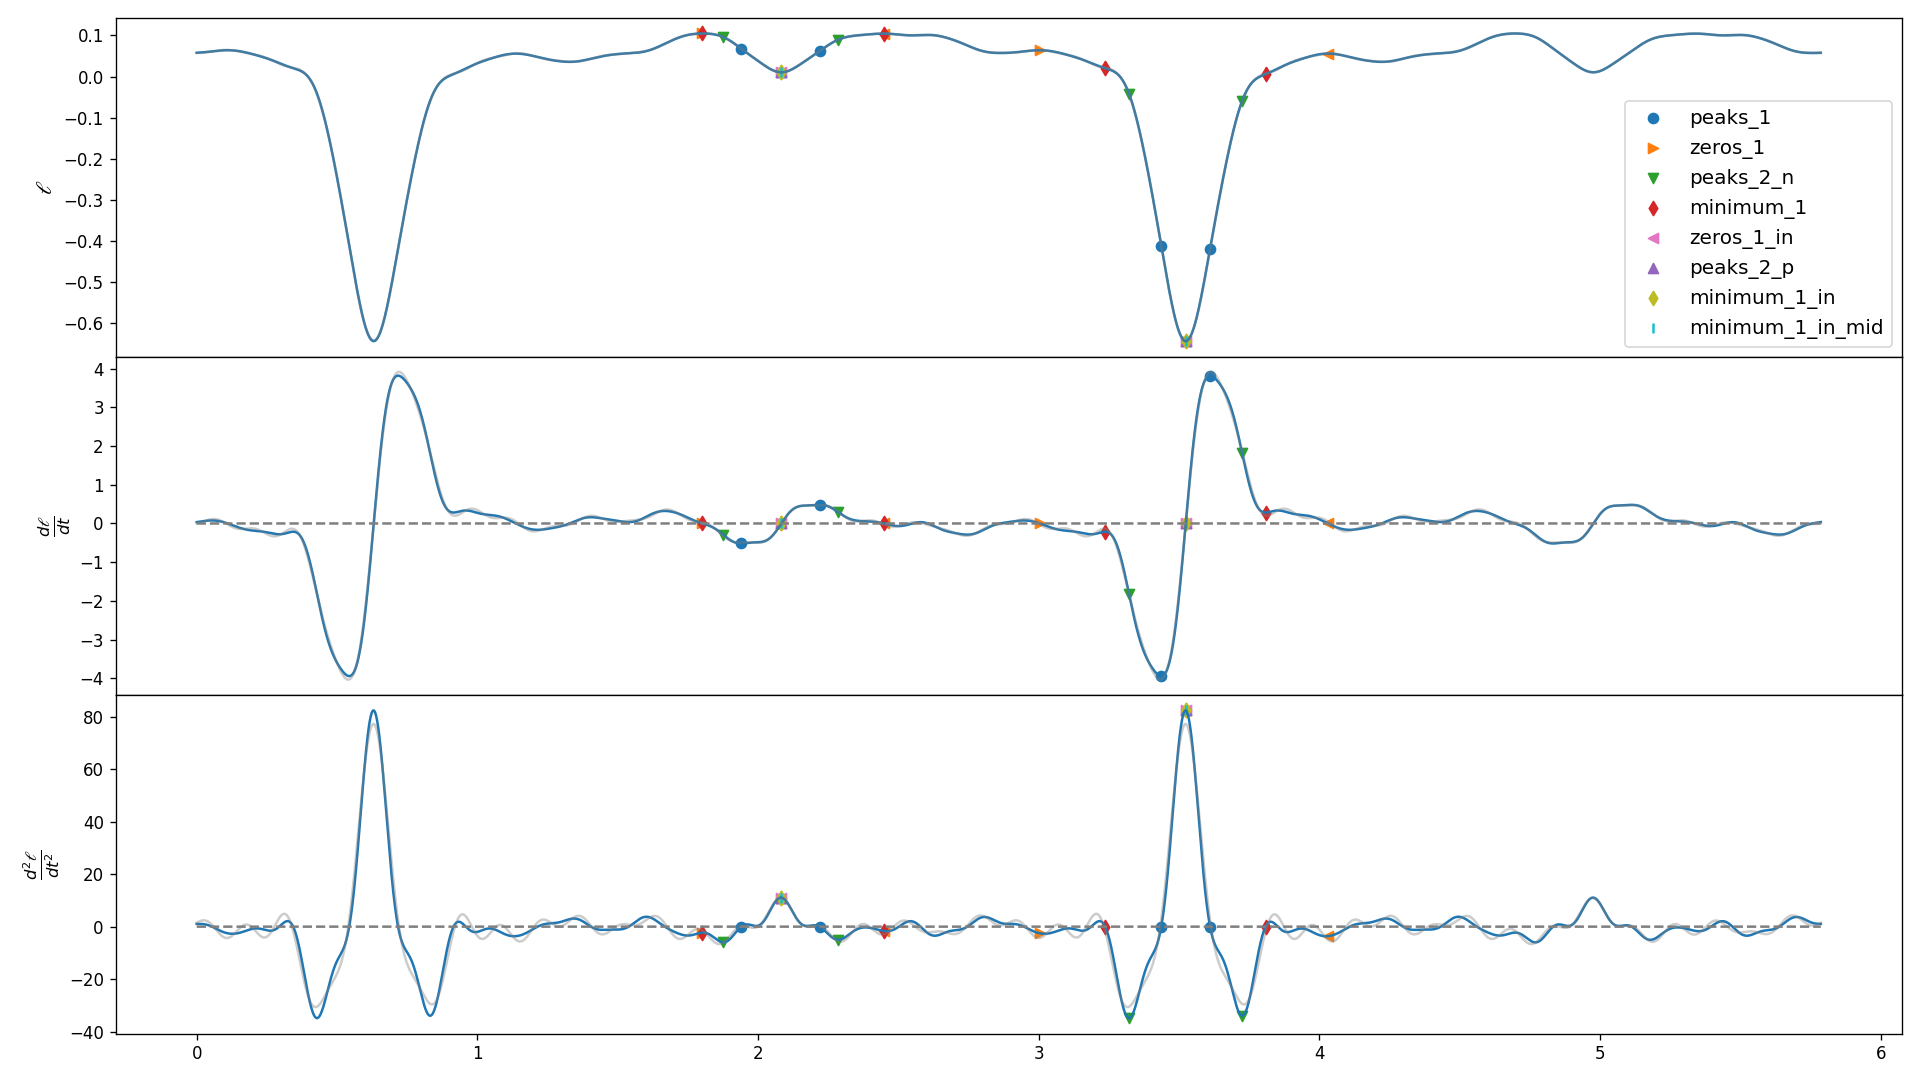 ℓ
0.1
0.0
−0.1
−0.2
−0.3
−0.4
−0.5
−0.6
peaks_1
zeros_1
peaks_2_n
minimum_1
zeros_1_in
peaks_2_p
minimum_1_in
minimum_1_in_mid
dℓ
dt
4
3
2
1
0
−1
−2
−3
−4
d²ℓ
dt²
80
60
40
20
0
−20
−40
0 1 2 3 4 5 6